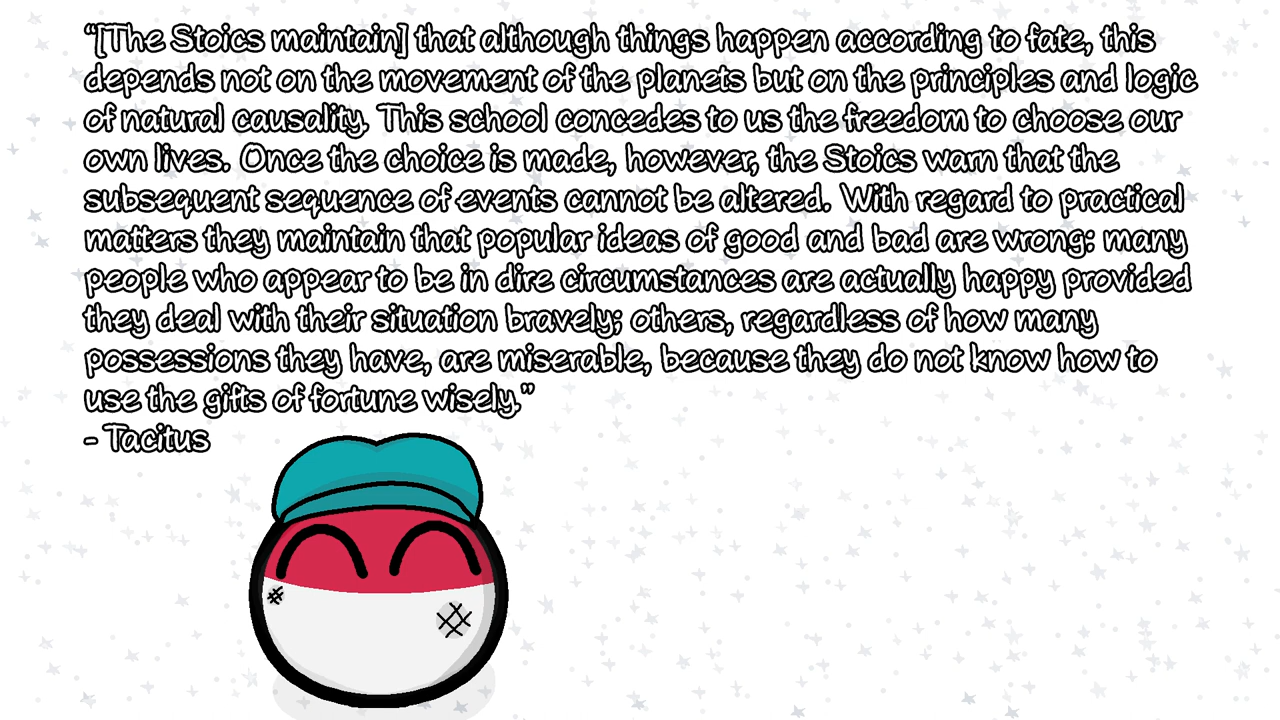 “[The Stoics maintain] that although things happen according to fate, this
depends not on the movement of the planets but on the principles and logic
of natural causality. This school concedes to us the freedom to choose our
own lives. Once the choice is made, however, the Stoics warn that the
subsequent sequence of events cannot be altered. With regard to practical
matters they maintain that popular ideas of good and bad are wrong: many
people who appear to be in dire circumstances are actually happy provided
they deal with their situation bravely; others, regardless of how many
possessions they have, are miserable, because they do not know how to
use the gifts of fortune wisely.”
- Tacitus